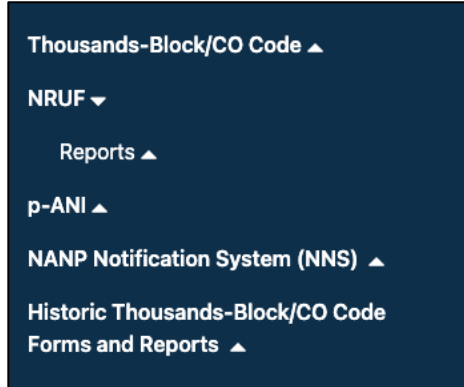 Thousands-Block/CO Code
NRUF
Reports
p-ANI
NANP Notification System (NNS)
Historic Thousands-Block/CO Code
Forms and Reports